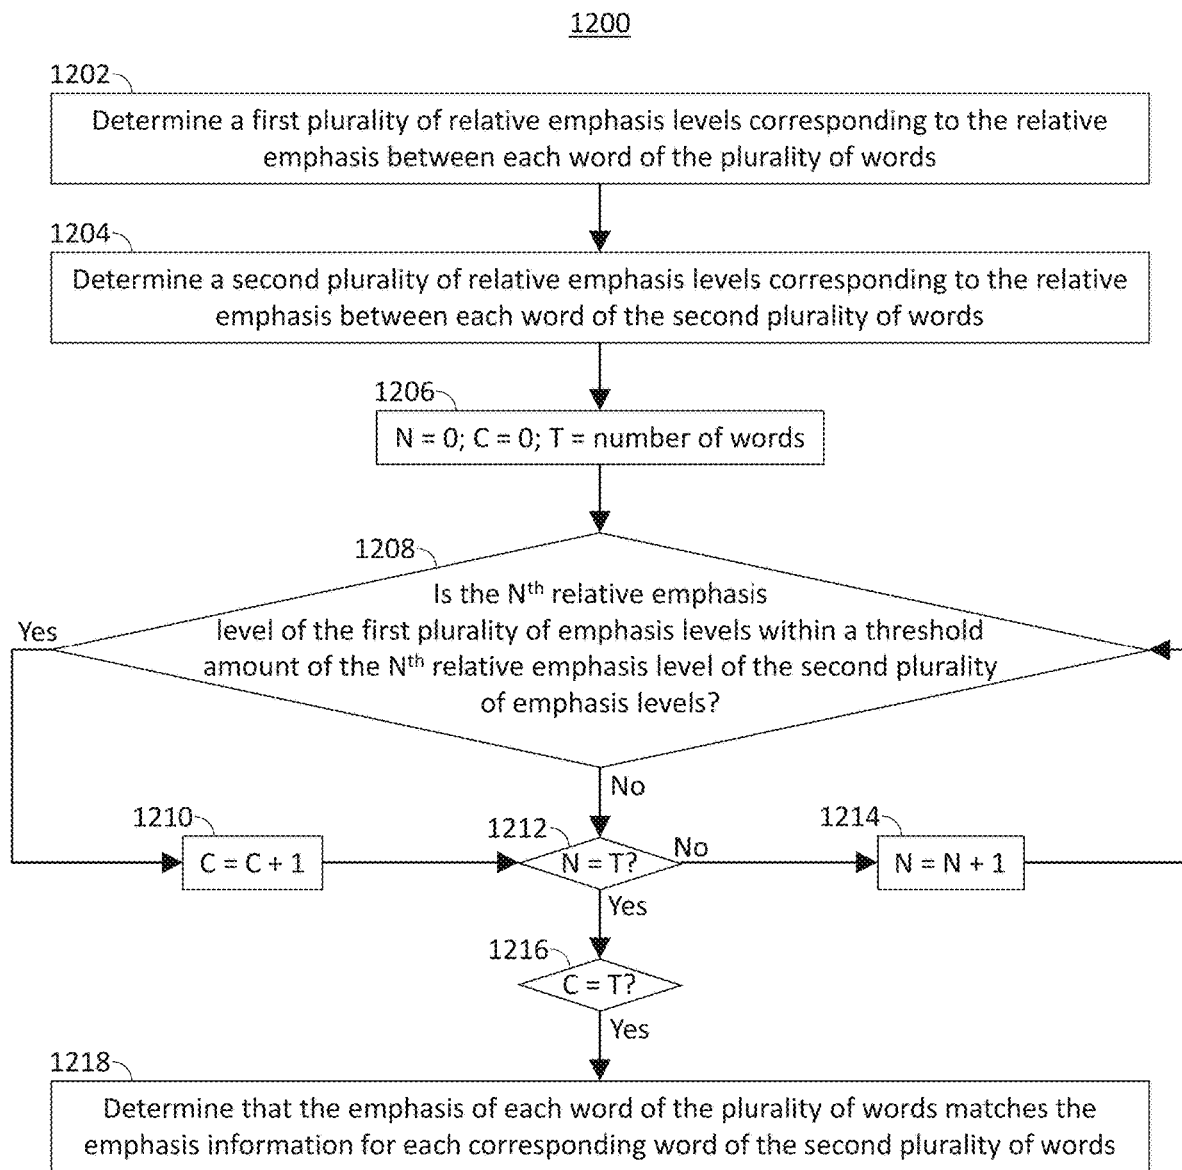 1200
1202
Determine a first plurality of relative emphasis levels corresponding to the relative
emphasis between each word of the plurality of words
1204
Determine a second plurality of relative emphasis levels corresponding to the relative
emphasis between each word of the second plurality of words
1206
N = 0; C = 0; T = number of words
1208
Is the Nth relative emphasis
level of the first plurality of emphasis levels within a threshold
amount of the Nth relative emphasis level of the second plurality
of emphasis levels?
Yes
No
1210
C = C + 1
1212
N = T?
No
1214
N = N + 1
Yes
1216
C = T?
Yes
1218
Determine that the emphasis of each word of the plurality of words matches the
emphasis information for each corresponding word of the second plurality of words